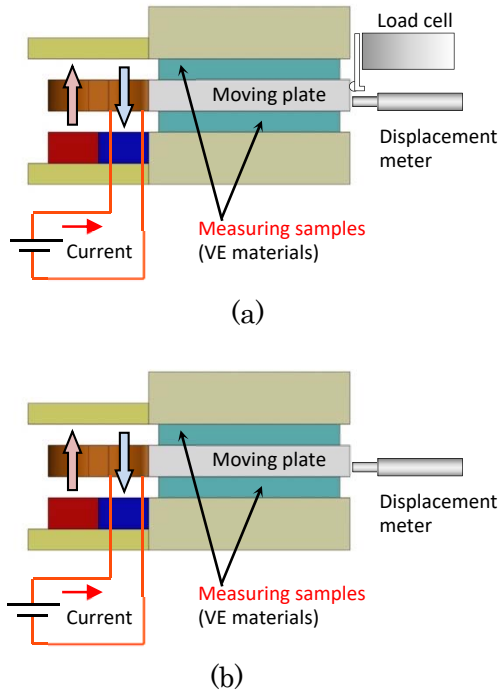 Load cell
Moving plate
Displacement
meter
Measuring samples
(VE materials)
Current
(a)
Moving plate
Displacement
meter
Measuring samples
(VE materials)
Current
(b)